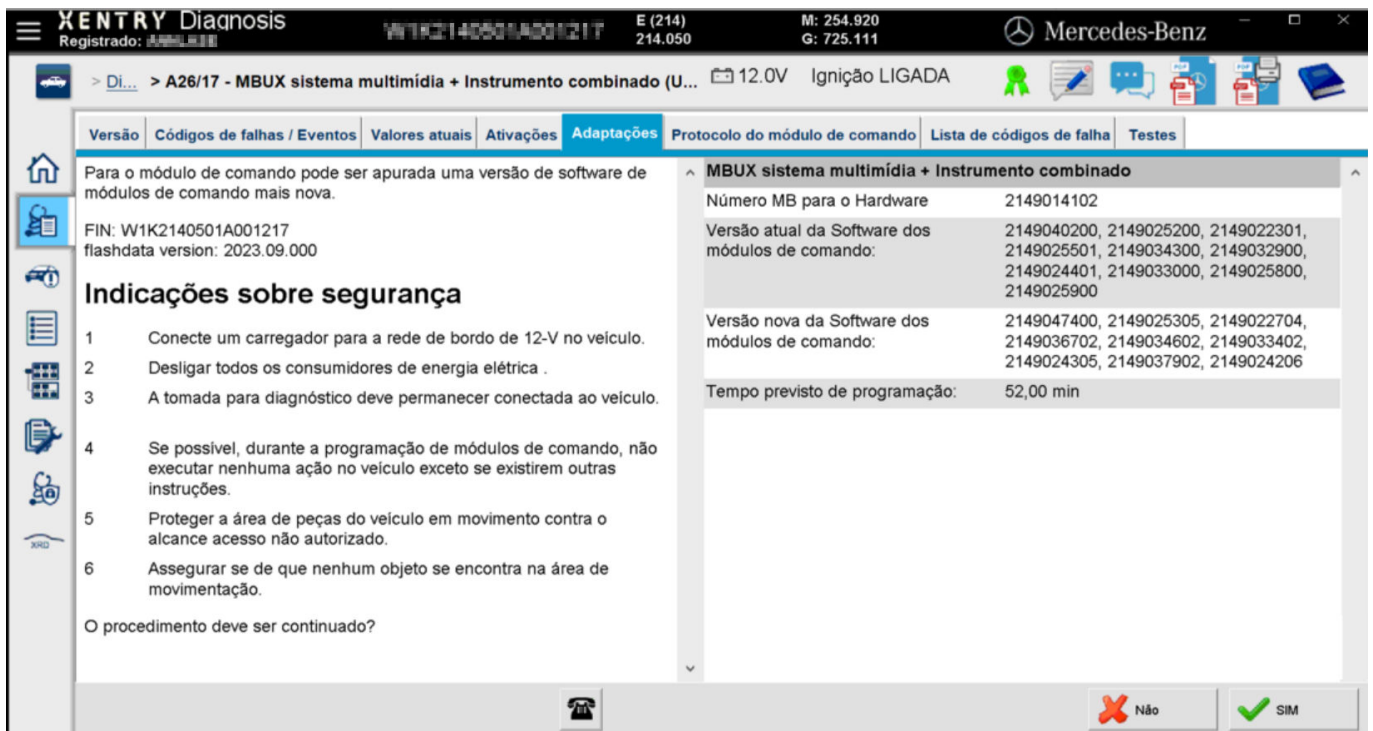 XENTRY Diagnosis
Registrado:
W1K2140501A001217
E (214)
214.050
M: 254.920
G: 725.111
Mercedes-Benz
> Di... > A26/17 - MBUX sistema multimídia + Instrumento combinado (U...
12.0V
Ignição LIGADA
Versão
Códigos de falhas / Eventos
Valores atuais
Ativações
Adaptações
Protocolo do módulo de comando
Lista de códigos de falha
Testes
Para o módulo de comando pode ser apurada uma versão de software de
módulos de comando mais nova.
FIN: W1K2140501A001217
flashdata version: 2023.09.000
Indicações sobre segurança
1 Conecte um carregador para a rede de bordo de 12-V no veículo.
2 Desligar todos os consumidores de energia elétrica .
3 A tomada para diagnóstico deve permanecer conectada ao veículo.
4 Se possível, durante a programação de módulos de comando, não
executar nenhuma ação no veículo exceto se existirem outras
instruções.
5 Proteger a área de peças do veículo em movimento contra o
alcance acesso não autorizado.
6 Assegurar se de que nenhum objeto se encontra na área de
movimentação.
O procedimento deve ser continuado?
MBUX sistema multimídia + Instrumento combinado
Número MB para o Hardware 2149014102
Versão atual da Software dos 2149040200, 2149025200, 2149022301,
módulos de comando: 2149025501, 2149034300, 2149032900,
2149024401, 2149033000, 2149025800,
2149025900
Versão nova da Software dos 2149047400, 2149025305, 2149022704,
módulos de comando: 2149036702, 2149034602, 2149033402,
2149024305, 2149037902, 2149024206
Tempo previsto de programação: 52,00 min
XRD
PDF
PDF
Não
SIM